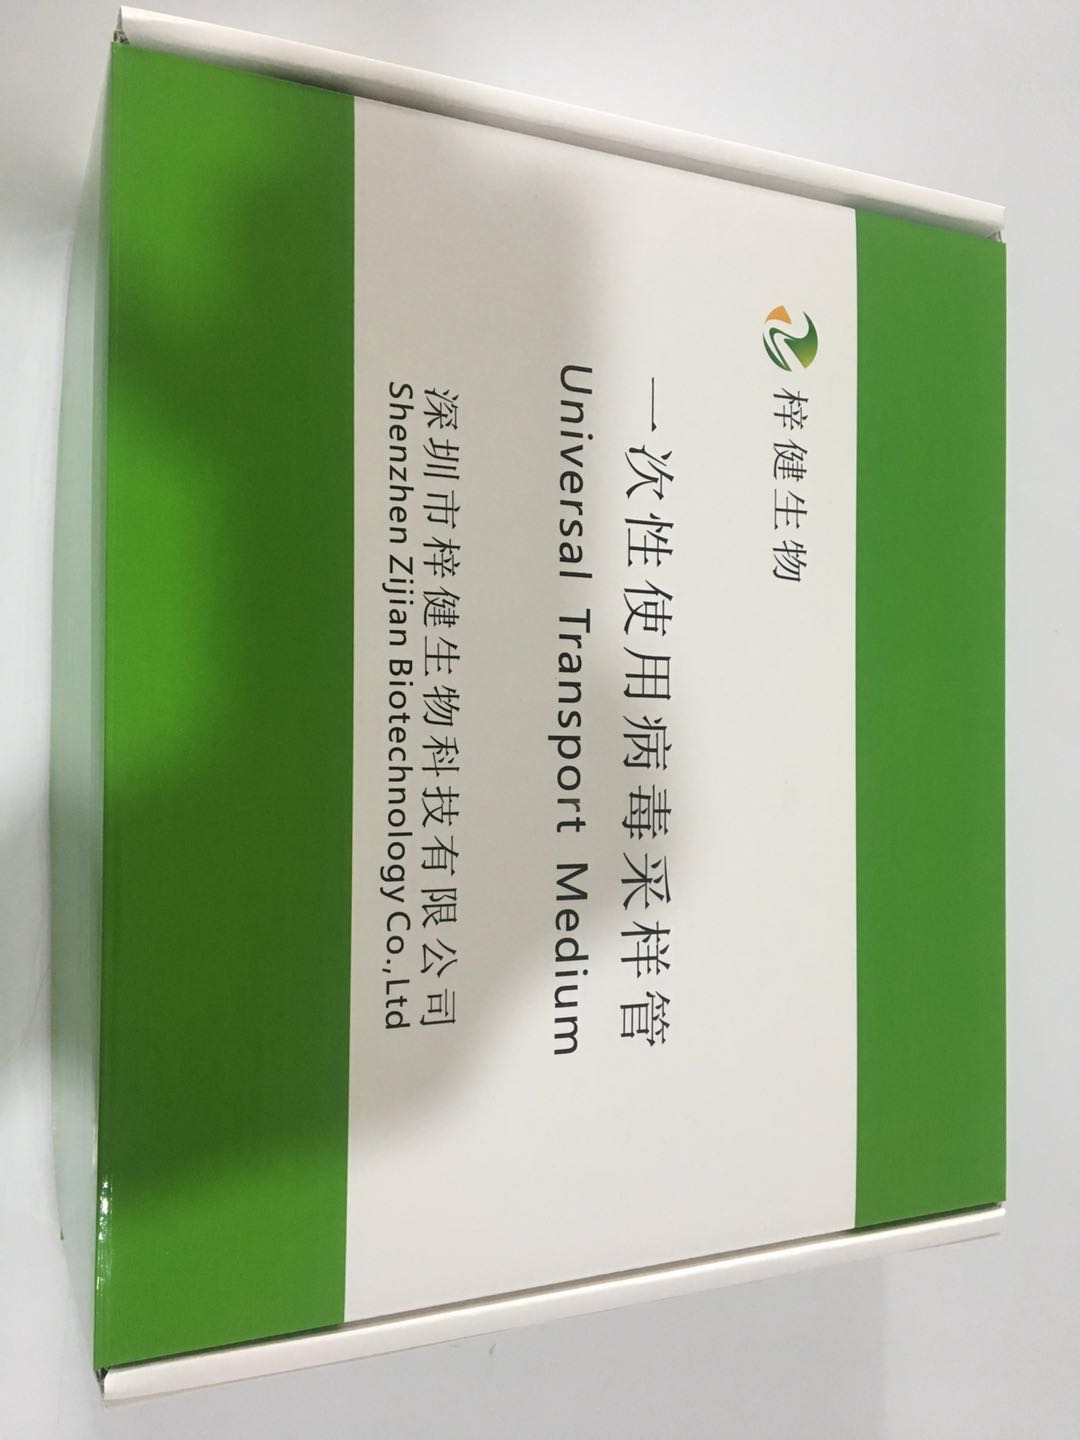 梓健生物
一次性使用病毒采样管
Universal Transport Medium
深圳市梓健生物科技有限公司
Shenzhen Zijian Biotechnology Co.,Ltd